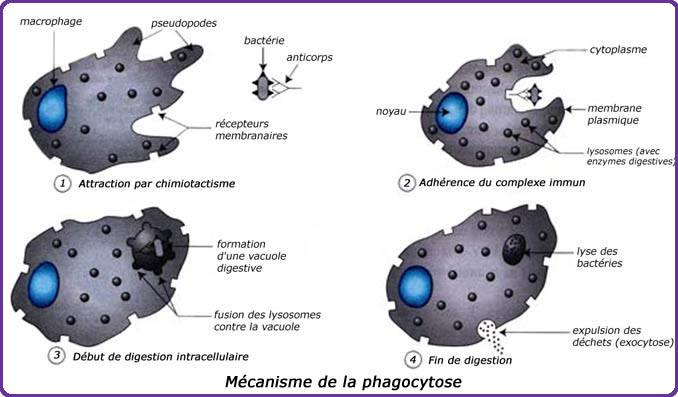 macrophage
pseudopodes
bactérie
anticorps
récepteurs
membranaires
1 Attraction par chimiotactisme
cytoplasme
noyau
membrane
plasmique
lysosomes (avec
enzymes digestives)
2 Adhérence du complexe immun
formation
d'une vacuole
digestive
fusion des lysosomes
contre la vacuole
3 Début de digestion intracellulaire
lyse des
bactéries
expulsion des
déchets (exocytose)
4 Fin de digestion
Mécanisme de la phagocytose